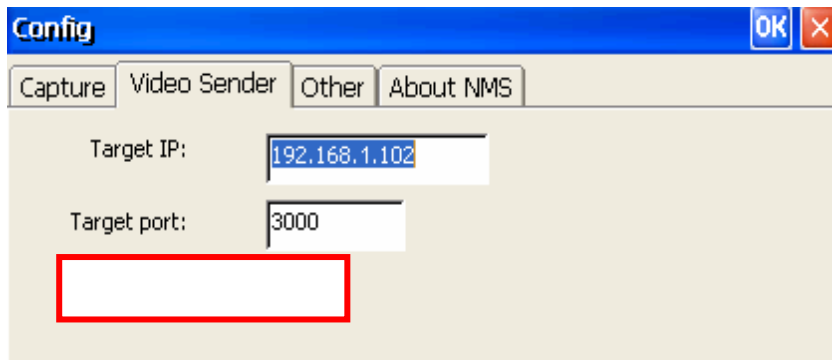 Config OK
Capture Video Sender Other About NMS
Target IP: 192.168.1.102
Target port: 3000